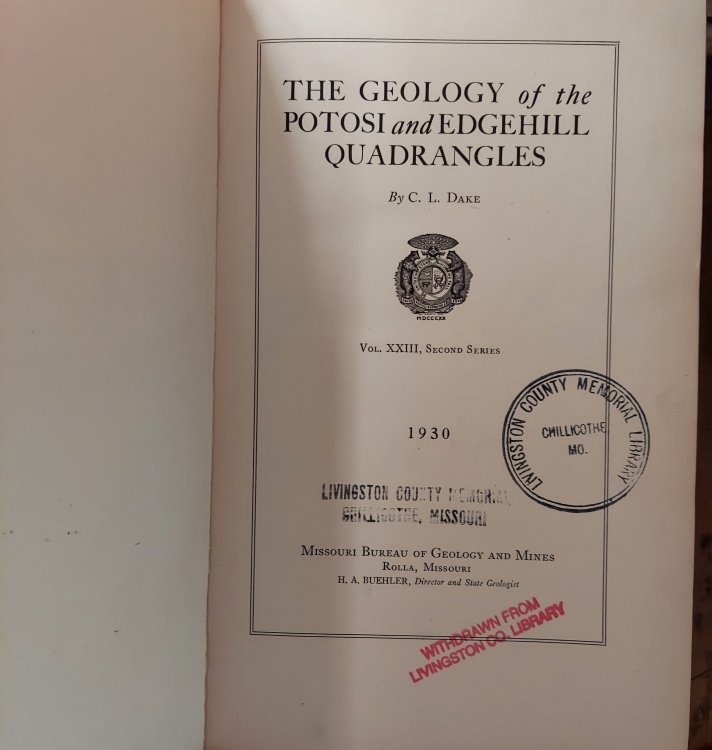 THE GEOLOGY of the
POTOSI and EDGEHILL
QUADRANGLES
By C. L. DAKE
MDCCCXX
VOL. XXIII, SECOND SERIES
1930
LIVINGSTON COUNTY MEMORIAL LIBRARY
CHILLICOTHE,
MO.
LIVINGSTON COUNTY MEMORIAL
CHILLICOTHE, MISSOURI
MISSOURI BUREAU OF GEOLOGY AND MINES
ROLLA, MISSOURI
H. A. BUEHLER, Director and State Geologist
WITHDRAWN FROM
LIVINGSTON CO. LIBRARY